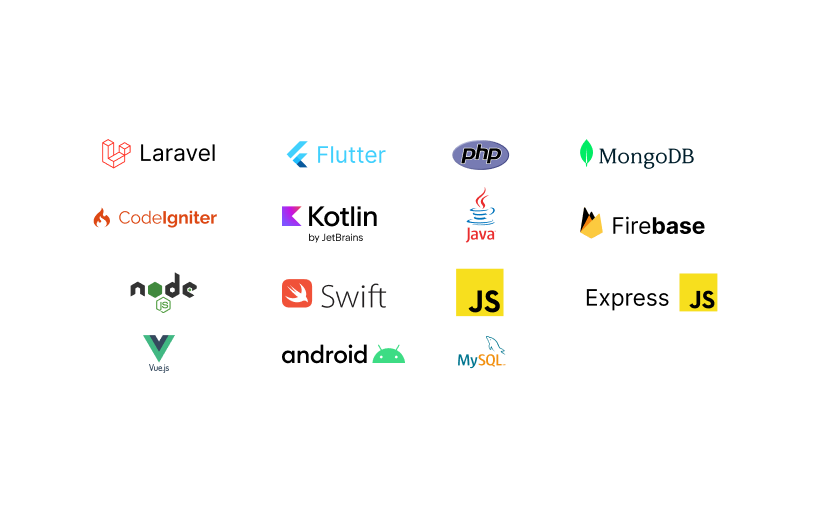 Laravel
Flutter
php
MongoDB
CodeIgniter
Kotlin
by JetBrains
Java
Firebase
node
JS
Swift
JS
Express
JS
Vue.js
android
MySQL